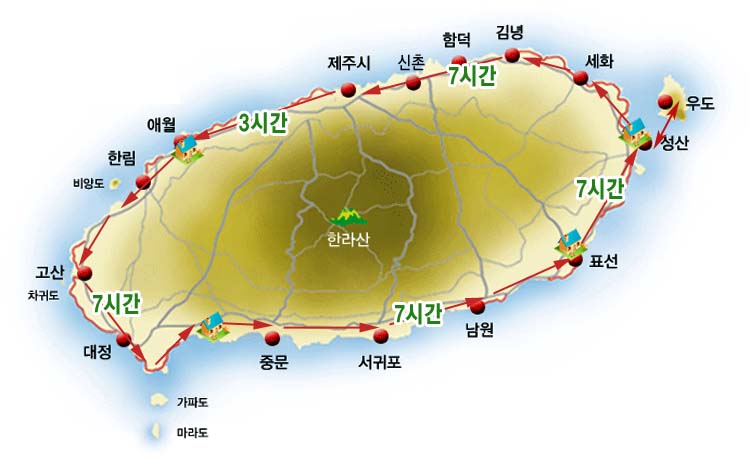 김녕
함덕
신촌
세화
제주시
7시간
우도
3시간
애월
성산
한림
비양도
7시간
한라산
표선
고산
차귀도
7시간
7시간
남원
대정
중문
서귀포
가파도
마라도